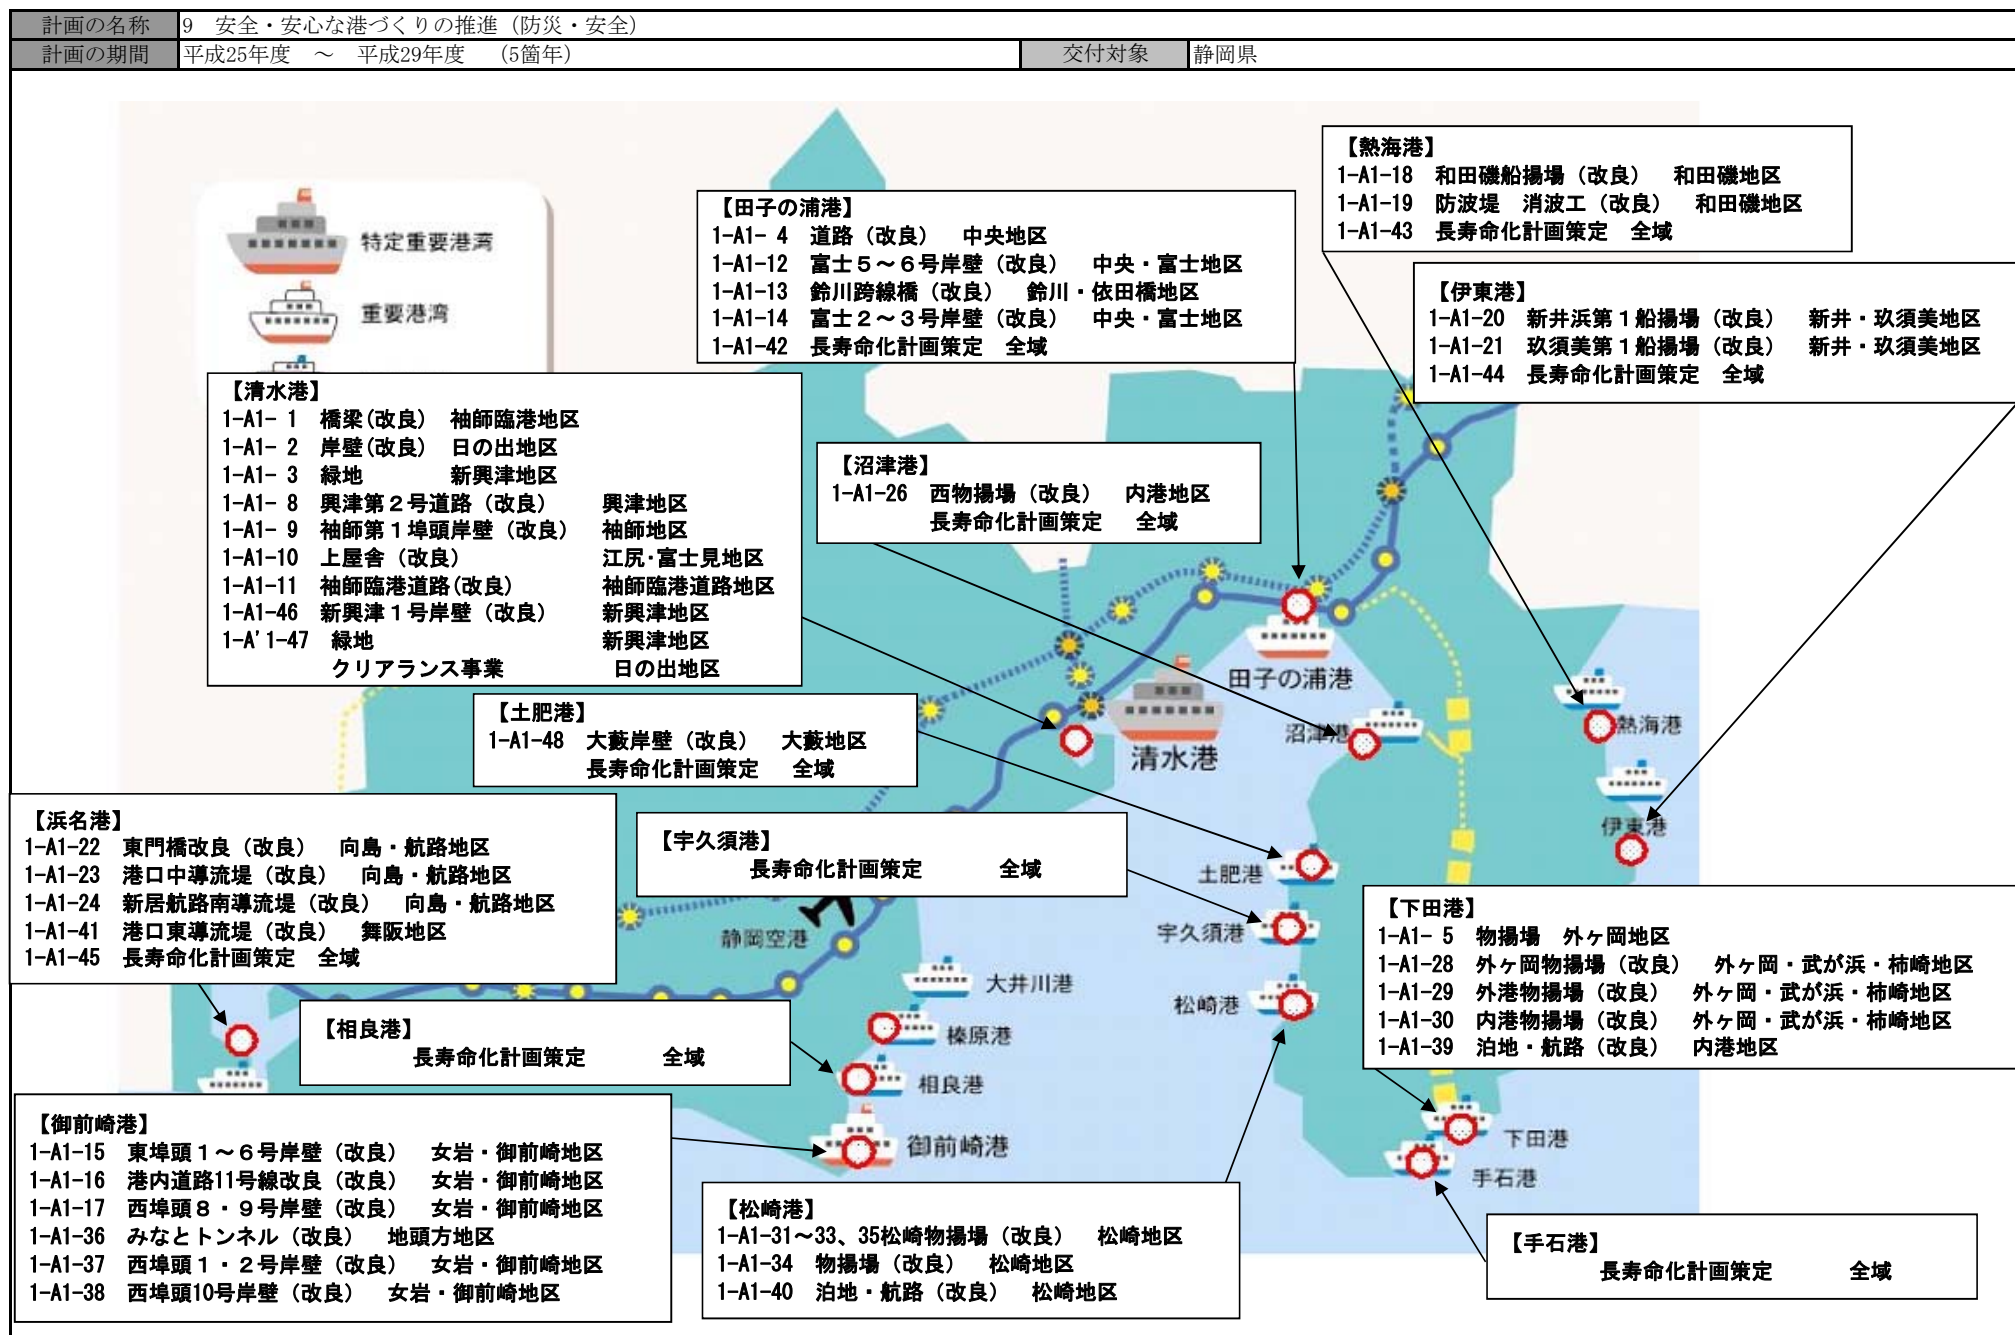 計画の名称 9 安全・安心な港づくりの推進（防災・安全）
計画の期間 平成25年度 ～ 平成29年度 （5箇年） 交付対象 静岡県
特定重要港湾
重要港湾
【田子の浦港】
1-A1- 4 道路（改良） 中央地区
1-A1-12 富士５～６号岸壁（改良） 中央・富士地区
1-A1-13 鈴川跨線橋（改良） 鈴川・依田橋地区
1-A1-14 富士２～３号岸壁（改良） 中央・富士地区
1-A1-42 長寿命化計画策定 全域
【熱海港】
1-A1-18 和田磯船揚場（改良） 和田磯地区
1-A1-19 防波堤 消波工（改良） 和田磯地区
1-A1-43 長寿命化計画策定 全域
【伊東港】
1-A1-20 新井浜第１船揚場（改良） 新井・玖須美地区
1-A1-21 玖須美第１船揚場（改良） 新井・玖須美地区
1-A1-44 長寿命化計画策定 全域
【清水港】
1-A1- 1 橋梁(改良) 袖師臨港地区
1-A1- 2 岸壁(改良) 日の出地区
1-A1- 3 緑地 新興津地区
1-A1- 8 興津第２号道路（改良） 興津地区
1-A1- 9 袖師第１埠頭岸壁（改良） 袖師地区
1-A1-10 上屋舎（改良） 江尻･富士見地区
1-A1-11 袖師臨港道路(改良） 袖師臨港道路地区
1-A1-46 新興津１号岸壁（改良） 新興津地区
1-A'1-47 緑地 新興津地区
クリアランス事業 日の出地区
【沼津港】
1-A1-26 西物揚場（改良） 内港地区
長寿命化計画策定 全域
田子の浦港
清水港
沼津港
熱海港
伊東港
【土肥港】
1-A1-48 大藪岸壁（改良） 大藪地区
長寿命化計画策定 全域
【浜名港】
1-A1-22 東門橋改良（改良） 向島・航路地区
1-A1-23 港口中導流堤（改良） 向島・航路地区
1-A1-24 新居航路南導流堤（改良） 向島・航路地区
1-A1-41 港口東導流堤（改良） 舞阪地区
1-A1-45 長寿命化計画策定 全域
【宇久須港】
長寿命化計画策定 全域
土肥港
宇久須港
松崎港
静岡空港
大井川港
榛原港
相良港
御前崎港
【下田港】
1-A1- 5 物揚場 外ヶ岡地区
1-A1-28 外ヶ岡物揚場（改良） 外ヶ岡・武が浜・柿崎地区
1-A1-29 外港物揚場（改良） 外ヶ岡・武が浜・柿崎地区
1-A1-30 内港物揚場（改良） 外ヶ岡・武が浜・柿崎地区
1-A1-39 泊地・航路（改良） 内港地区
【相良港】
長寿命化計画策定 全域
下田港
手石港
【御前崎港】
1-A1-15 東埠頭１～６号岸壁（改良） 女岩・御前崎地区
1-A1-16 港内道路11号線改良（改良） 女岩・御前崎地区
1-A1-17 西埠頭８・９号岸壁（改良） 女岩・御前崎地区
1-A1-36 みなとトンネル（改良） 地頭方地区
1-A1-37 西埠頭１・２号岸壁（改良） 女岩・御前崎地区
1-A1-38 西埠頭10号岸壁（改良） 女岩・御前崎地区
【松崎港】
1-A1-31～33、35松崎物揚場（改良） 松崎地区
1-A1-34 物揚場（改良） 松崎地区
1-A1-40 泊地・航路（改良） 松崎地区
【手石港】
長寿命化計画策定 全域